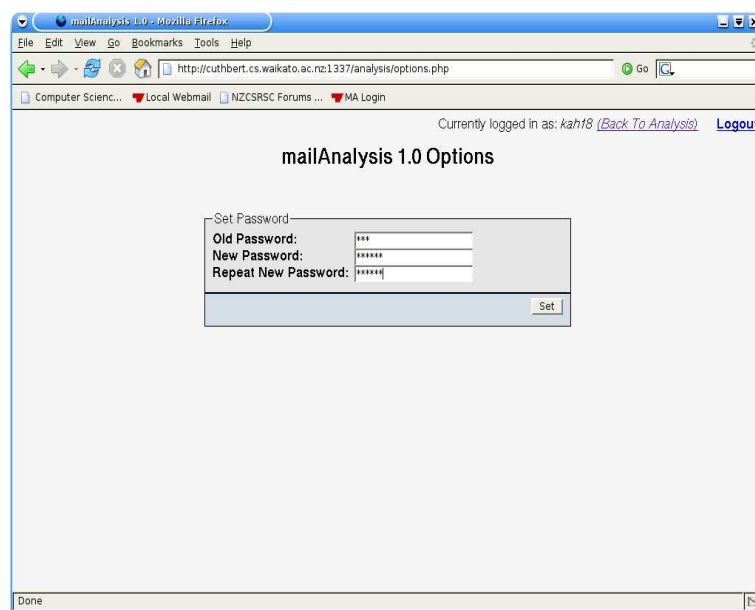 mailAnalysis 1.0 - Mozilla Firefox
File Edit View Go Bookmarks Tools Help
http://cuthbert.cs.waikato.ac.nz:1337/analysis/options.php Go
Computer Scienc... Local Webmail NZCSRSC Forums ... MA Login
Currently logged in as: kah18 (Back To Analysis) Logout
mailAnalysis 1.0 Options
Set Password
Old Password: ***
New Password: ******
Repeat New Password: ******
Set
Done